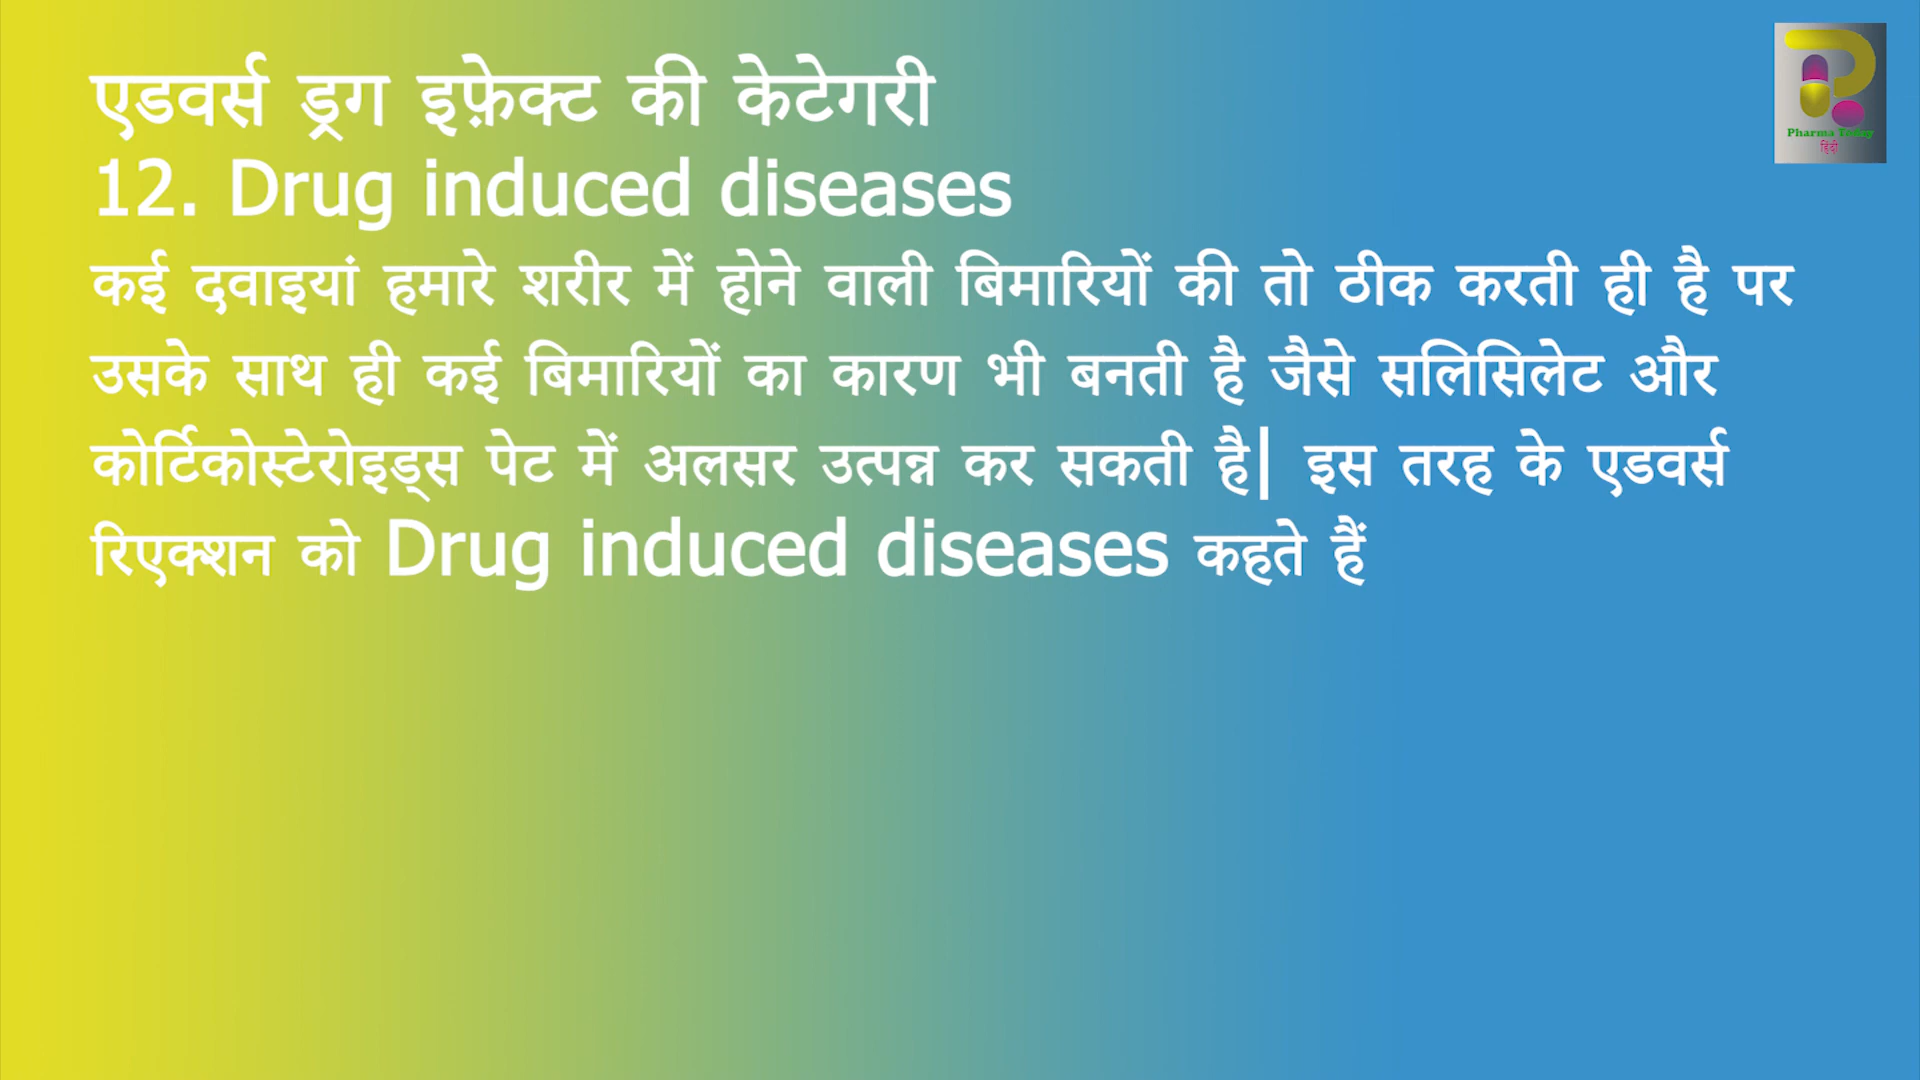 एडवर्स ड्रग इफ़ेक्ट की केटेगरी
12. Drug induced diseases
कई दवाइयां हमारे शरीर में होने वाली बिमारियों की तो ठीक करती ही है पर
उसके साथ ही कई बिमारियों का कारण भी बनती है जैसे सलिसिलेट और
कोर्टिकोस्टेरोइड्स पेट में अलसर उत्पन्न कर सकती है| इस तरह के एडवर्स
रिएक्शन को Drug induced diseases कहते हैं
Pharma Today
हिंदी